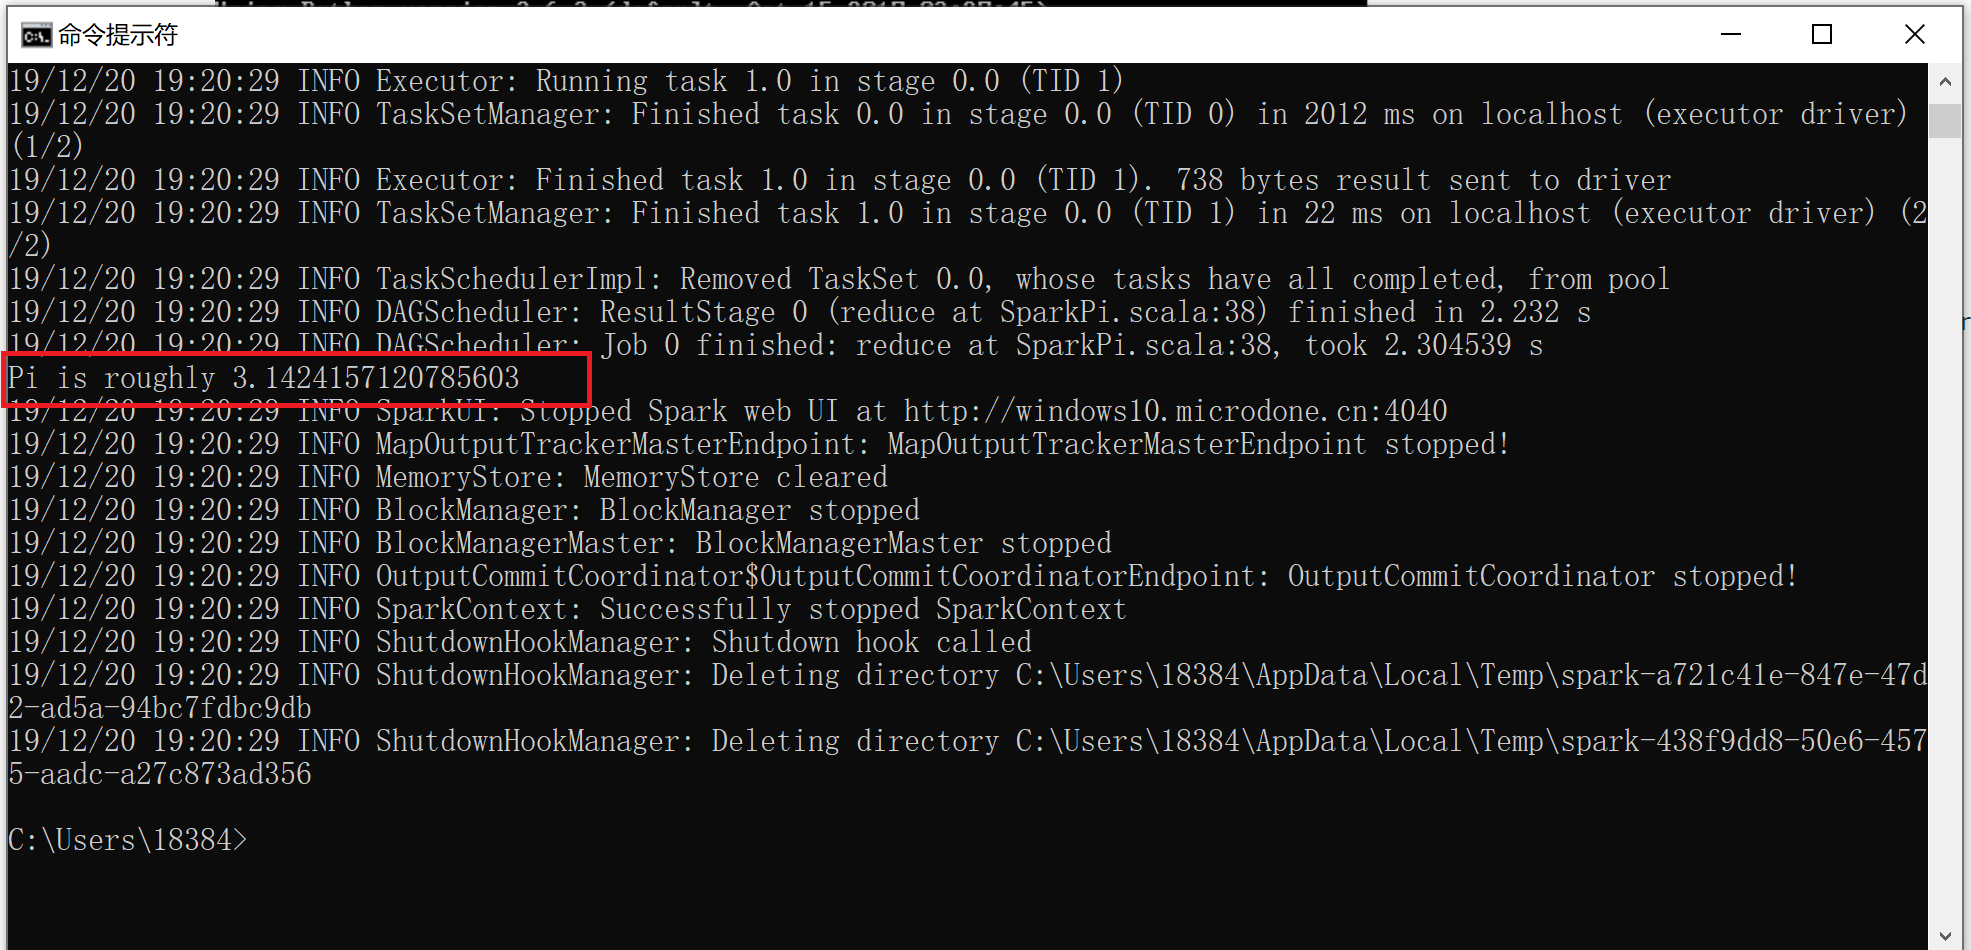 命令提示符
19/12/20 19:20:29 INFO Executor: Running task 1.0 in stage 0.0 (TID 1)
19/12/20 19:20:29 INFO TaskSetManager: Finished task 0.0 in stage 0.0 (TID 0) in 2012 ms on localhost (executor driver)
(1/2)
19/12/20 19:20:29 INFO Executor: Finished task 1.0 in stage 0.0 (TID 1). 738 bytes result sent to driver
19/12/20 19:20:29 INFO TaskSetManager: Finished task 1.0 in stage 0.0 (TID 1) in 22 ms on localhost (executor driver) (2
/2)
19/12/20 19:20:29 INFO TaskSchedulerImpl: Removed TaskSet 0.0, whose tasks have all completed, from pool
19/12/20 19:20:29 INFO DAGScheduler: ResultStage 0 (reduce at SparkPi.scala:38) finished in 2.232 s
19/12/20 19:20:29 INFO DAGScheduler: Job 0 finished: reduce at SparkPi.scala:38, took 2.304539 s
Pi is roughly 3.1424157120785603
19/12/20 19:20:29 INFO SparkUI: Stopped Spark web UI at http://windows10.microdone.cn:4040
19/12/20 19:20:29 INFO MapOutputTrackerMasterEndpoint: MapOutputTrackerMasterEndpoint stopped!
19/12/20 19:20:29 INFO MemoryStore: MemoryStore cleared
19/12/20 19:20:29 INFO BlockManager: BlockManager stopped
19/12/20 19:20:29 INFO BlockManagerMaster: BlockManagerMaster stopped
19/12/20 19:20:29 INFO OutputCommitCoordinator$OutputCommitCoordinatorEndpoint: OutputCommitCoordinator stopped!
19/12/20 19:20:29 INFO SparkContext: Successfully stopped SparkContext
19/12/20 19:20:29 INFO ShutdownHookManager: Shutdown hook called
19/12/20 19:20:29 INFO ShutdownHookManager: Deleting directory C:\Users\18384\AppData\Local\Temp\spark-a721c41e-847e-47d
2-ad5a-94bc7fdbc9db
19/12/20 19:20:29 INFO ShutdownHookManager: Deleting directory C:\Users\18384\AppData\Local\Temp\spark-438f9dd8-50e6-457
5-aadc-a27c873ad356
C:\Users\18384>